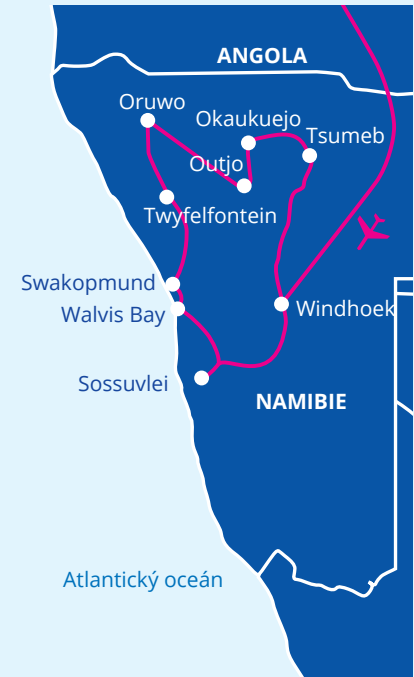 ANGOLA
Oruwo
Okaukuejo
Tsumeb
Outjo
Twyfelfontein
Swakopmund
Walvis Bay
Windhoek
Sossuvlei
NAMIBIE
Atlantický oceán